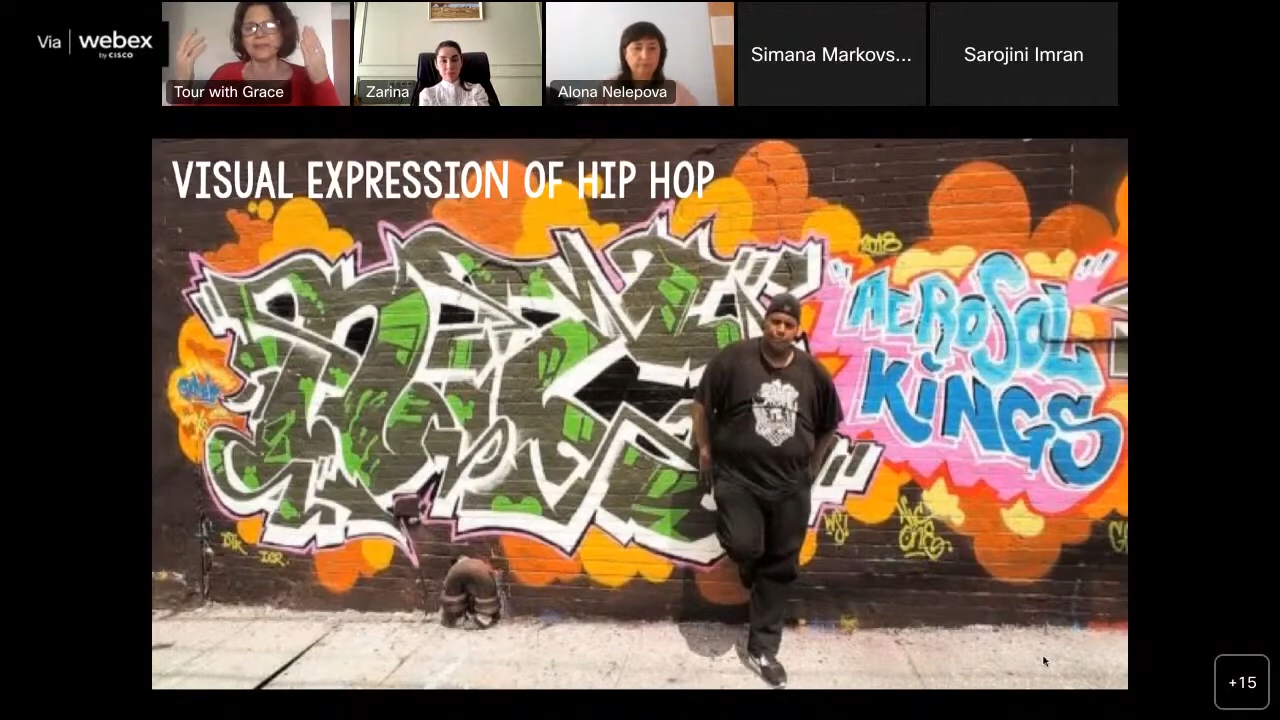 Via | webex
by CISCO
Tour with Grace
Zarina
Alona Nelepova
Simana Markovs...
Sarojini Imran
VISUAL EXPRESSION OF HIP HOP
2018
"AEROSOL
KINGS"
+15